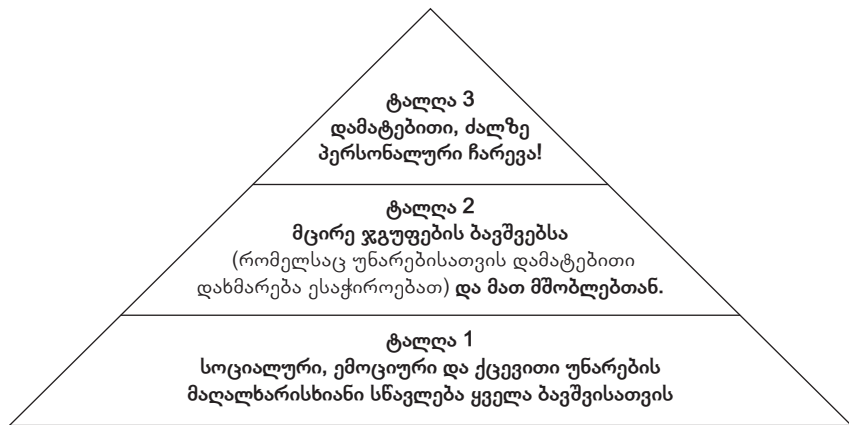 ტალღა 3
დამატებითი, ძალზე
პერსონალური ჩარევა!
ტალღა 2
მცირე ჯგუფების ბავშვებსა
(რომელსაც უნარებისათვის დამატებითი
დახმარება ესაჭიროებათ) და მათ მშობლებთან.
ტალღა 1
სოციალური, ემოციური და ქცევითი უნარების
მაღალხარისხიანი სწავლება ყველა ბავშვისათვის